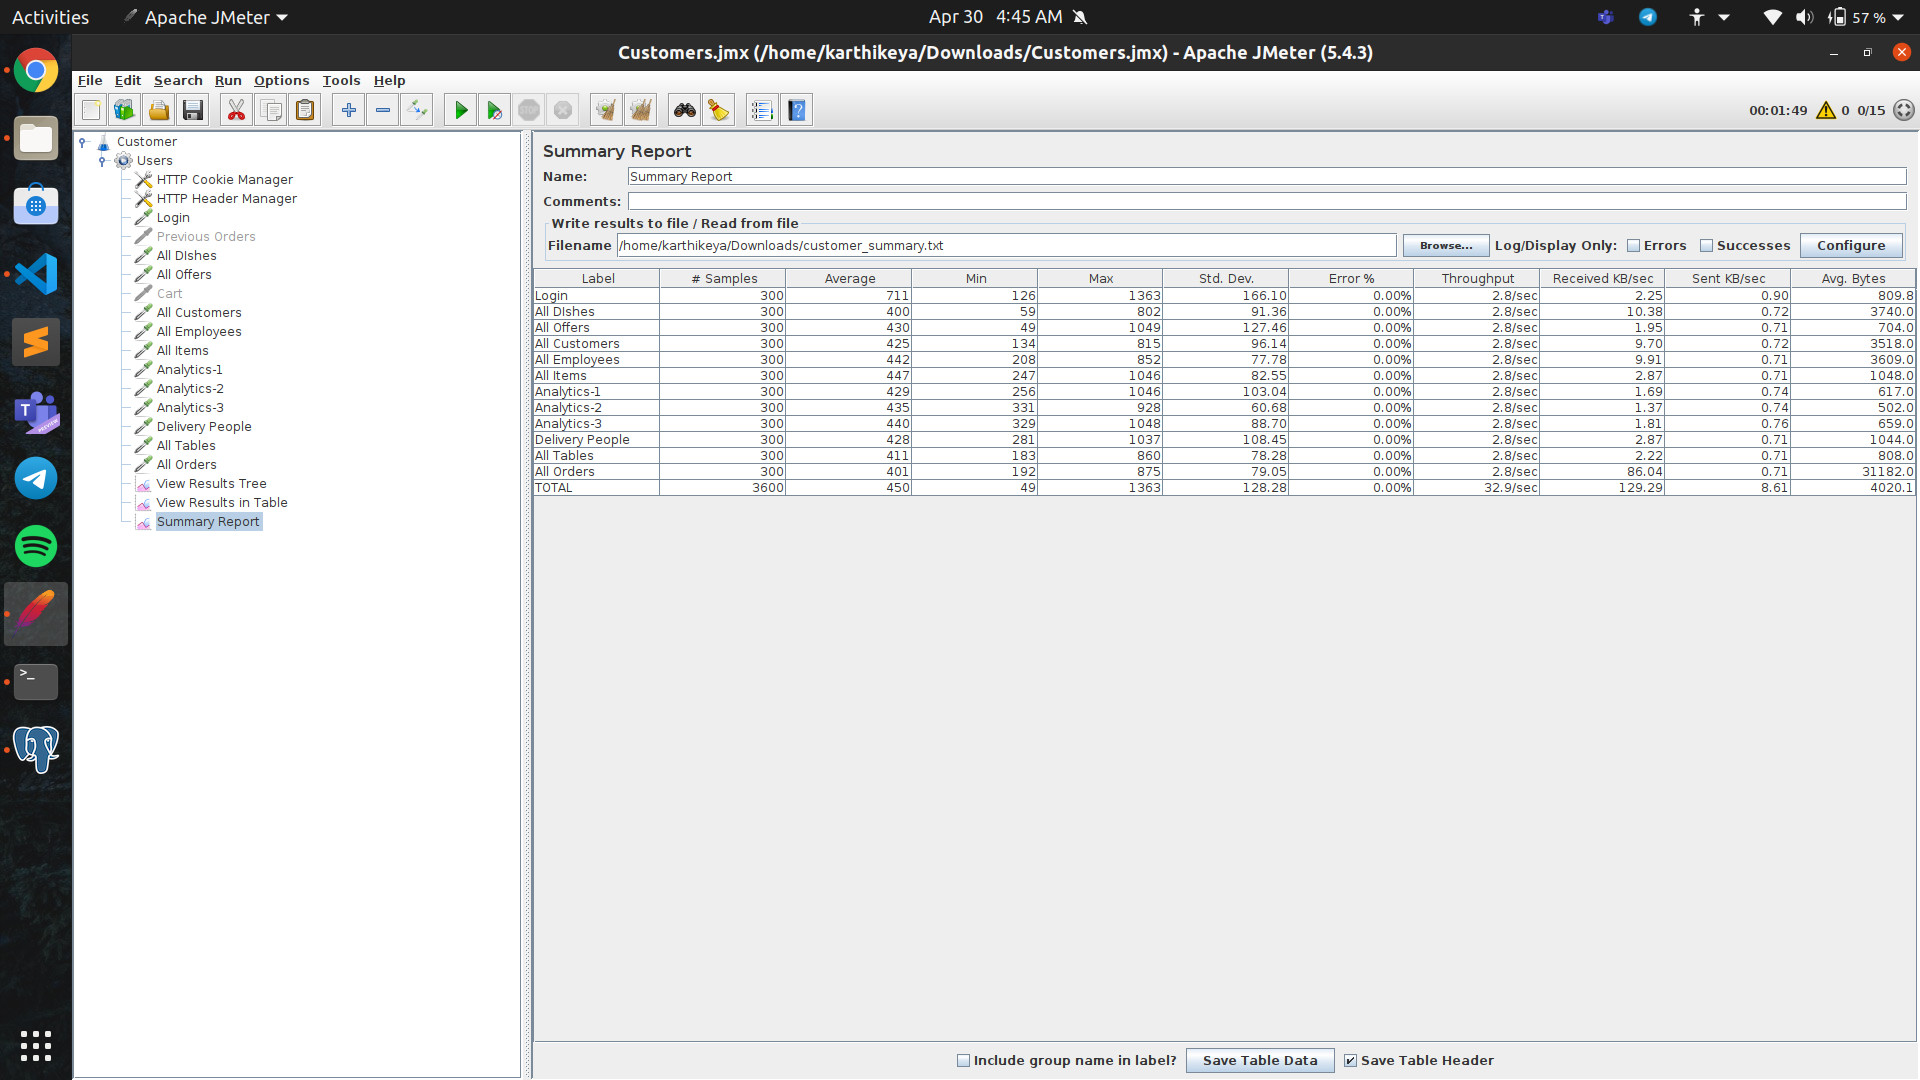 Activities Apache JMeter Apr 30 4:45 AM 57 %
Customers.jmx (/home/karthikeya/Downloads/Customers.jmx) - Apache JMeter (5.4.3)
File Edit Search Run Options Tools Help
00:01:49 0 0/15
Customer
Users
HTTP Cookie Manager
HTTP Header Manager
Login
Previous Orders
All DIshes
All Offers
Cart
All Customers
All Employees
All Items
Analytics-1
Analytics-2
Analytics-3
Delivery People
All Tables
All Orders
View Results Tree
View Results in Table
Summary Report
Summary Report
Name: Summary Report
Comments:
Write results to file / Read from file
Filename /home/karthikeya/Downloads/customer_summary.txt Browse... Log/Display Only: Errors Successes Configure
Label # Samples Average Min Max Std. Dev. Error % Throughput Received KB/sec Sent KB/sec Avg. Bytes
Login 300 711 126 1363 166.10 0.00% 2.8/sec 2.25 0.90 809.8
All DIshes 300 400 59 802 91.36 0.00% 2.8/sec 10.38 0.72 3740.0
All Offers 300 430 49 1049 127.46 0.00% 2.8/sec 1.95 0.71 704.0
All Customers 300 425 134 815 96.14 0.00% 2.8/sec 9.70 0.72 3518.0
All Employees 300 442 208 852 77.78 0.00% 2.8/sec 9.91 0.71 3609.0
All Items 300 447 247 1046 82.55 0.00% 2.8/sec 2.87 0.71 1048.0
Analytics-1 300 429 256 1046 103.04 0.00% 2.8/sec 1.69 0.74 617.0
Analytics-2 300 435 331 928 60.68 0.00% 2.8/sec 1.37 0.74 502.0
Analytics-3 300 440 329 1048 88.70 0.00% 2.8/sec 1.81 0.76 659.0
Delivery People 300 428 281 1037 108.45 0.00% 2.8/sec 2.87 0.71 1044.0
All Tables 300 411 183 860 78.28 0.00% 2.8/sec 2.22 0.71 808.0
All Orders 300 401 192 875 79.05 0.00% 2.8/sec 86.04 0.71 31182.0
TOTAL 3600 450 49 1363 128.28 0.00% 32.9/sec 129.29 8.61 4020.1
Include group name in label? Save Table Data Save Table Header